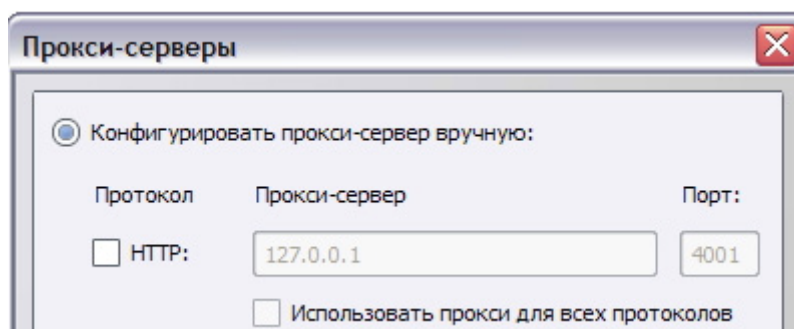 Прокси-серверы
Конфигурировать прокси-сервер вручную:
Протокол Прокси-сервер Порт:
HTTP: 127.0.0.1 4001
Использовать прокси для всех протоколов